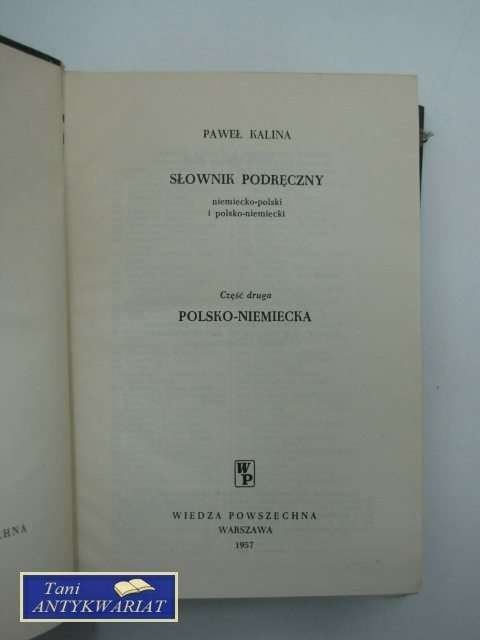 PAWEŁ KALINA
SŁOWNIK PODRĘCZNY
niemiecko-polski
i polsko-niemiecki
Część druga
POLSKO-NIEMIECKA
WP
WIEDZA POWSZECHNA
WARSZAWA
1957
HNA
Tani
ANTYKWARIAT